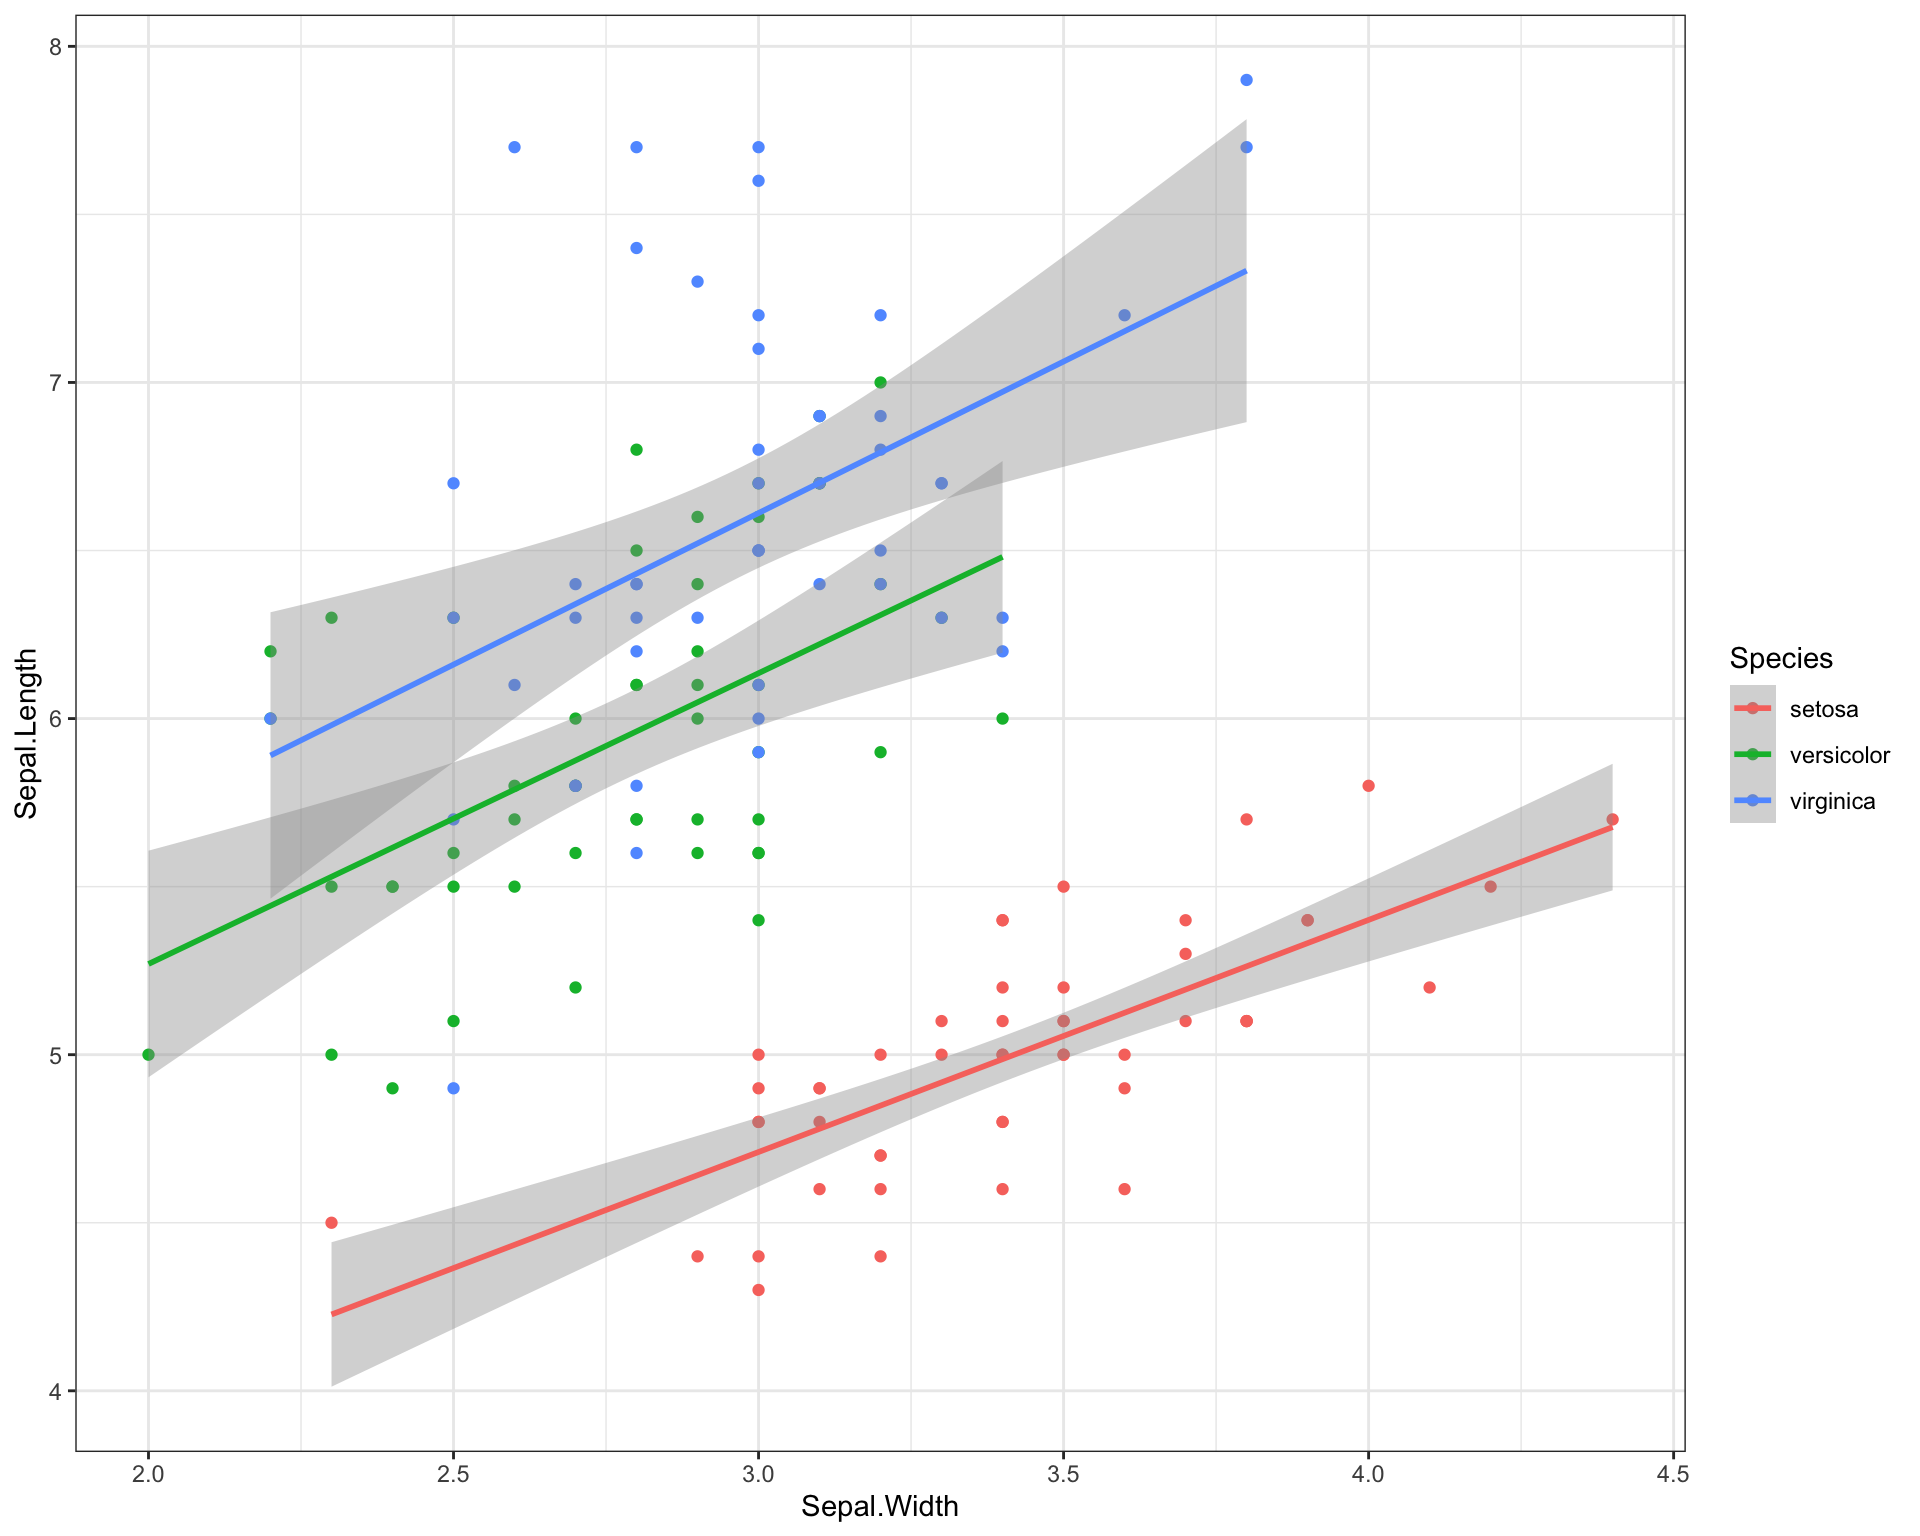 8
7
6
5
4
Sepal.Length
2.0 2.5 3.0 3.5 4.0 4.5
Sepal.Width
Species
setosa
versicolor
virginica